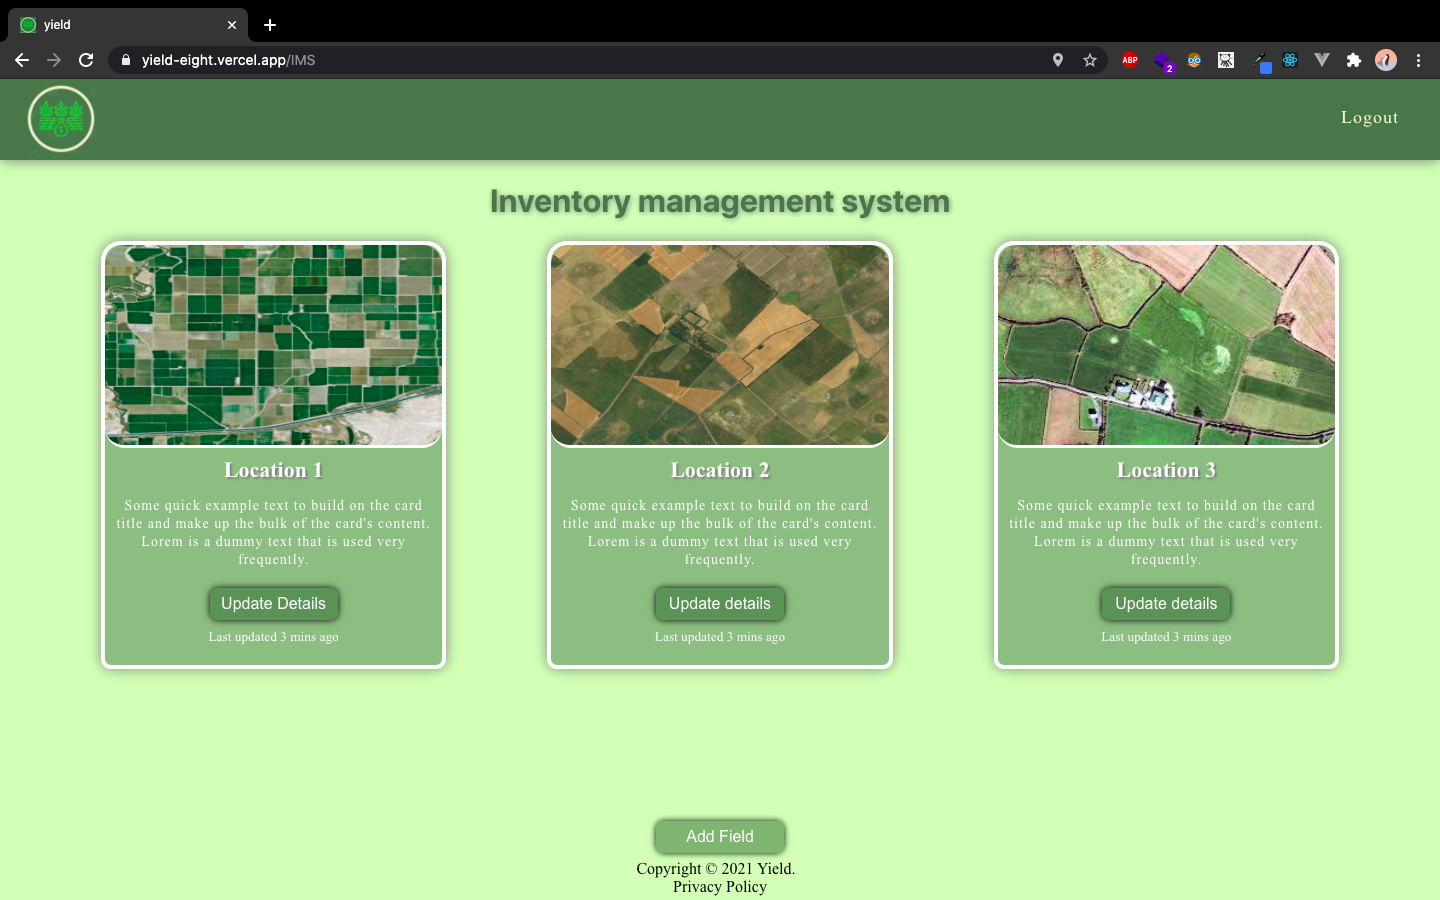 yield
yield-eight.vercel.app/IMS
ABP
2
Logout
Inventory management system
Location 1
Some quick example text to build on the card
title and make up the bulk of the card's content.
Lorem is a dummy text that is used very
frequently.
Update Details
Last updated 3 mins ago
Location 2
Some quick example text to build on the card
title and make up the bulk of the card's content.
Lorem is a dummy text that is used very
frequently.
Update details
Last updated 3 mins ago
Location 3
Some quick example text to build on the card
title and make up the bulk of the card's content.
Lorem is a dummy text that is used very
frequently.
Update details
Last updated 3 mins ago
Add Field
Copyright © 2021 Yield.
Privacy Policy